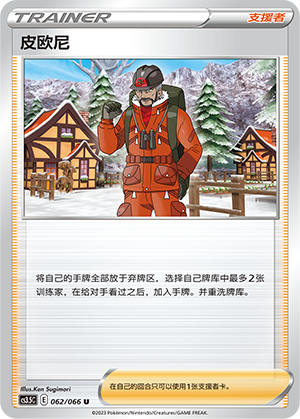 TRAINER 支援者
皮欧尼
将自己的手牌全部放于弃牌区，选择自己牌库中最多2张
训练家，在给对手看过之后，加入手牌。并重洗牌库。
Illus.Ken Sugimori
CS3.5C E 062/066 U
在自己的回合只可以使用1张支援者卡。
©2023 Pokémon/Nintendo/Creatures/GAME FREAK.